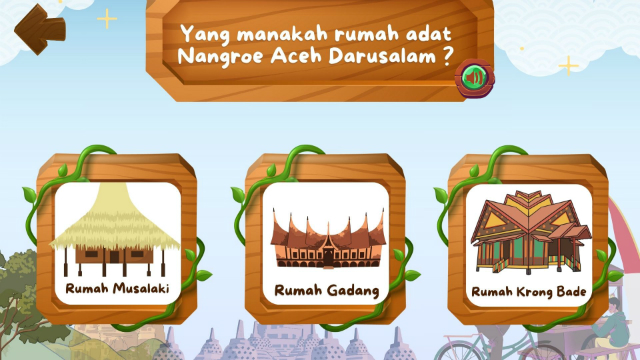 Yang manakah rumah adat
Nangroe Aceh Darusalam ?
Rumah Musalaki
Rumah Gadang
Rumah Krong Bade